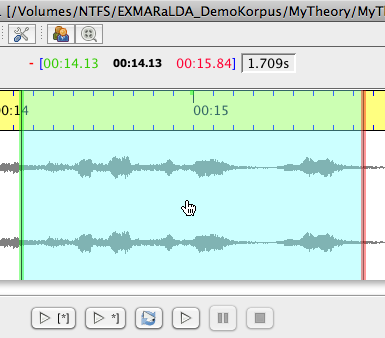 [/Volumes/NTFS/EXMARaLDA_DemoKorpus/MyTheory/MyT
- [00:14.13 00:14.13 00:15.84] 1.709s
0:14 00:15
[*] *]